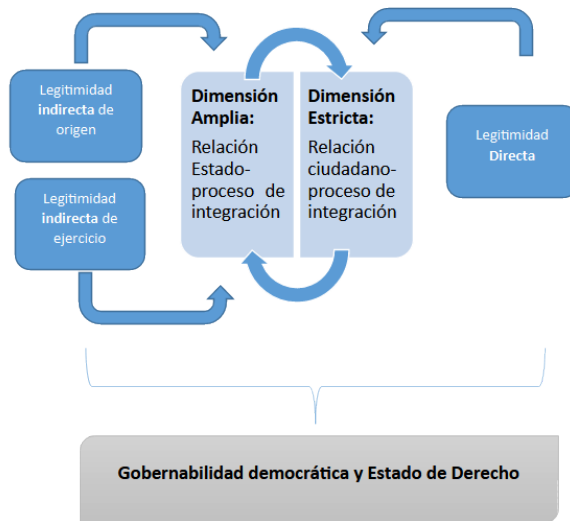 Legitimidad
indirecta de
origen
Legitimidad
indirecta de
ejercicio
Dimensión
Amplia:
Relación
Estado-
proceso de
integración
Dimensión
Estricta:
Relación
ciudadano-
proceso de
integración
Legitimidad
Directa
Gobernabilidad democrática y Estado de Derecho